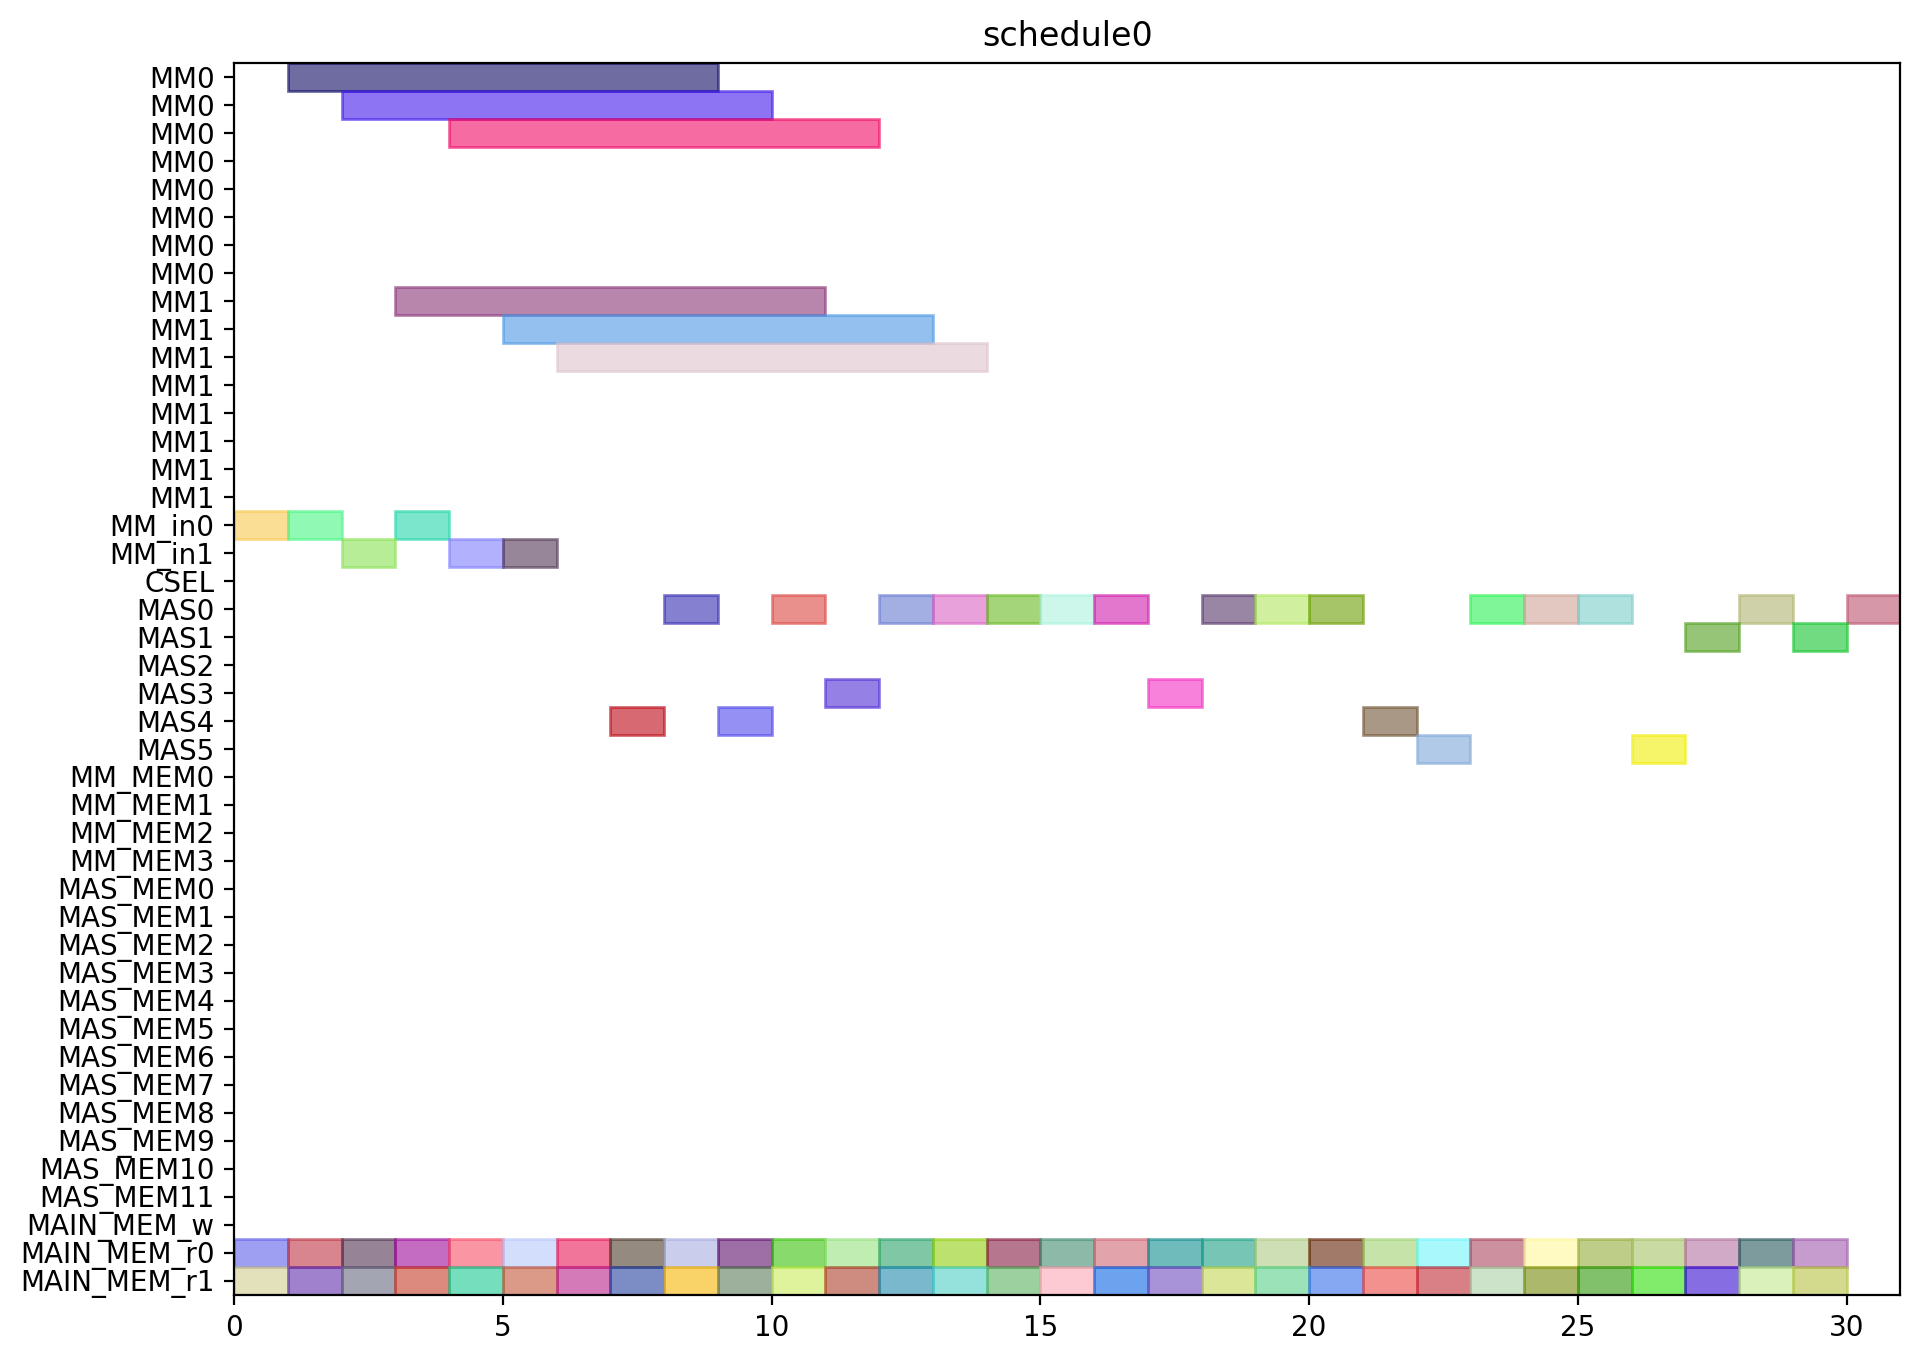 schedule0
MM0
MM0
MM0
MM0
MM0
MM0
MM0
MM0
MM1
MM1
MM1
MM1
MM1
MM1
MM1
MM1
MM_in0
MM_in1
CSEL
MAS0
MAS1
MAS2
MAS3
MAS4
MAS5
MM_MEM0
MM_MEM1
MM_MEM2
MM_MEM3
MAS_MEM0
MAS_MEM1
MAS_MEM2
MAS_MEM3
MAS_MEM4
MAS_MEM5
MAS_MEM6
MAS_MEM7
MAS_MEM8
MAS_MEM9
MAS_MEM10
MAS_MEM11
MAIN_MEM_w
MAIN_MEM_r0
MAIN_MEM_r1
0 5 10 15 20 25 30